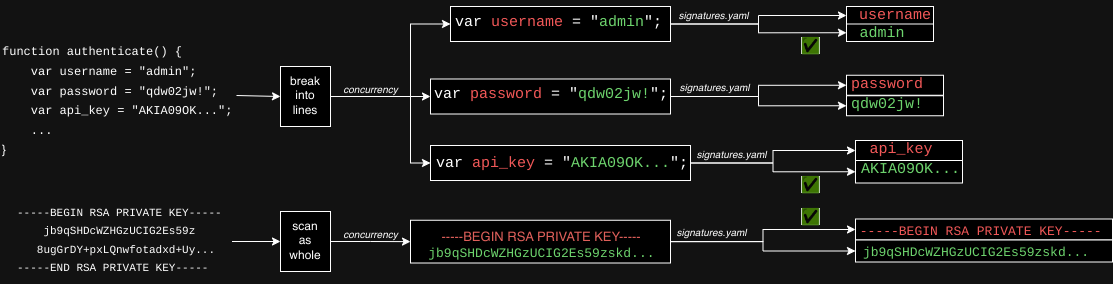 function authenticate() {
var username = "admin";
var password = "qdw02jw!";
var api_key = "AKIA09OK...";
...
}
break
into
lines
concurrency
var username = "admin";
signatures.yaml
username
admin
var password = "qdw02jw!";
signatures.yaml
password
qdw02jw!
var api_key = "AKIA09OK...";
signatures.yaml
api_key
AKIA09OK...
-----BEGIN RSA PRIVATE KEY-----
jb9qSHDcWZHGzUCIG2Es59z
8ugGrDY+pxLQnwfotadxd+Uy...
-----END RSA PRIVATE KEY-----
scan
as
whole
concurrency
-----BEGIN RSA PRIVATE KEY-----
jb9qSHDcWZHGzUCIG2Es59zskd...
signatures.yaml
-----BEGIN RSA PRIVATE KEY-----
jb9qSHDcWZHGzUCIG2Es59zskd...